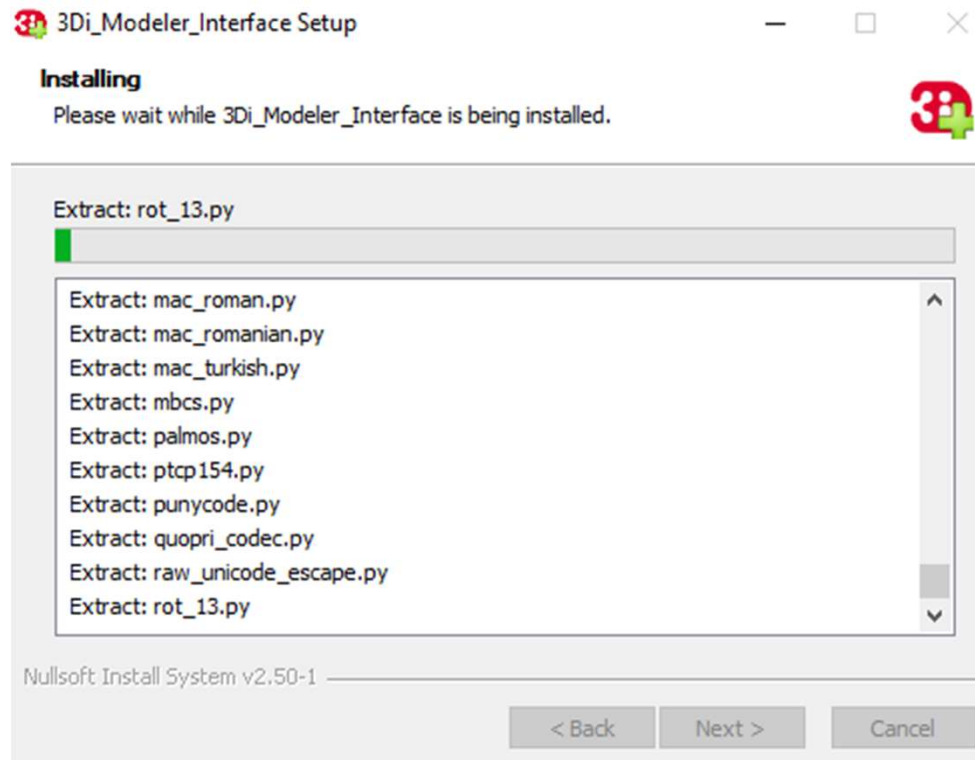 3Di_Modeler_Interface Setup
Installing
Please wait while 3Di_Modeler_Interface is being installed.
3i
Extract: rot_13.py
Extract: mac_roman.py
Extract: mac_romanian.py
Extract: mac_turkish.py
Extract: mbcs.py
Extract: palmos.py
Extract: ptcp154.py
Extract: punycode.py
Extract: quopri_codec.py
Extract: raw_unicode_escape.py
Extract: rot_13.py
Nullsoft Install System v2.50-1
< Back Next > Cancel